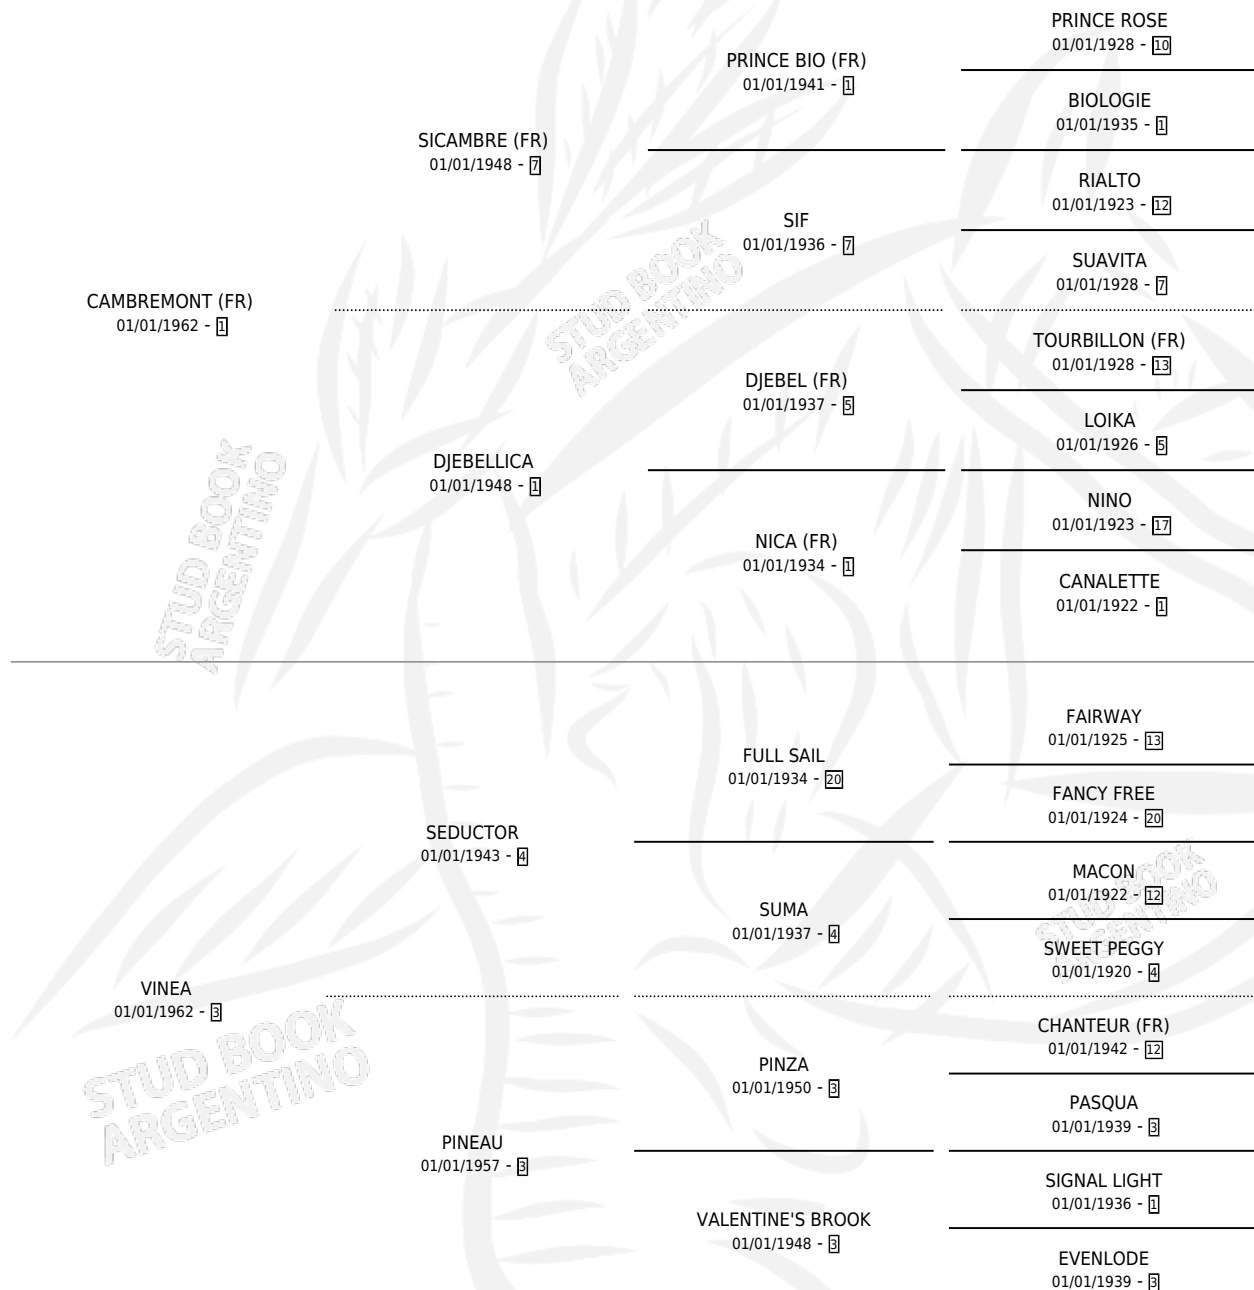 PRINCE ROSE
01/01/1928 - 10
PRINCE BIO (FR)
01/01/1941 - 1
BIOLOGIE
01/01/1935 - 1
SICAMBRE (FR)
01/01/1948 - 7
RIALTO
01/01/1923 - 12
SIF
01/01/1936 - 7
SUAVITA
01/01/1928 - 7
CAMBREMONT (FR)
01/01/1962 - 1
TOURBILLON (FR)
01/01/1928 - 13
DJEBEL (FR)
01/01/1937 - 5
LOIKA
01/01/1926 - 5
DJEBELLICA
01/01/1948 - 1
NINO
01/01/1923 - 17
NICA (FR)
01/01/1934 - 1
CANALETTE
01/01/1922 - 1
STUD BOOK
ARGENTINO
STUD BOOK
ARGENTINO
FAIRWAY
01/01/1925 - 13
FULL SAIL
01/01/1934 - 20
FANCY FREE
01/01/1924 - 20
SEDUCTOR
01/01/1943 - 4
MACON
01/01/1922 - 12
SUMA
01/01/1937 - 4
SWEET PEGGY
01/01/1920 - 4
VINEA
01/01/1962 - 3
CHANTEUR (FR)
01/01/1942 - 12
PINZA
01/01/1950 - 3
PASQUA
01/01/1939 - 3
PINEAU
01/01/1957 - 3
SIGNAL LIGHT
01/01/1936 - 1
VALENTINE'S BROOK
01/01/1948 - 3
EVENLODE
01/01/1939 - 3
STUD BOOK
ARGENTINO
STUD BOOK
ARGENTINO